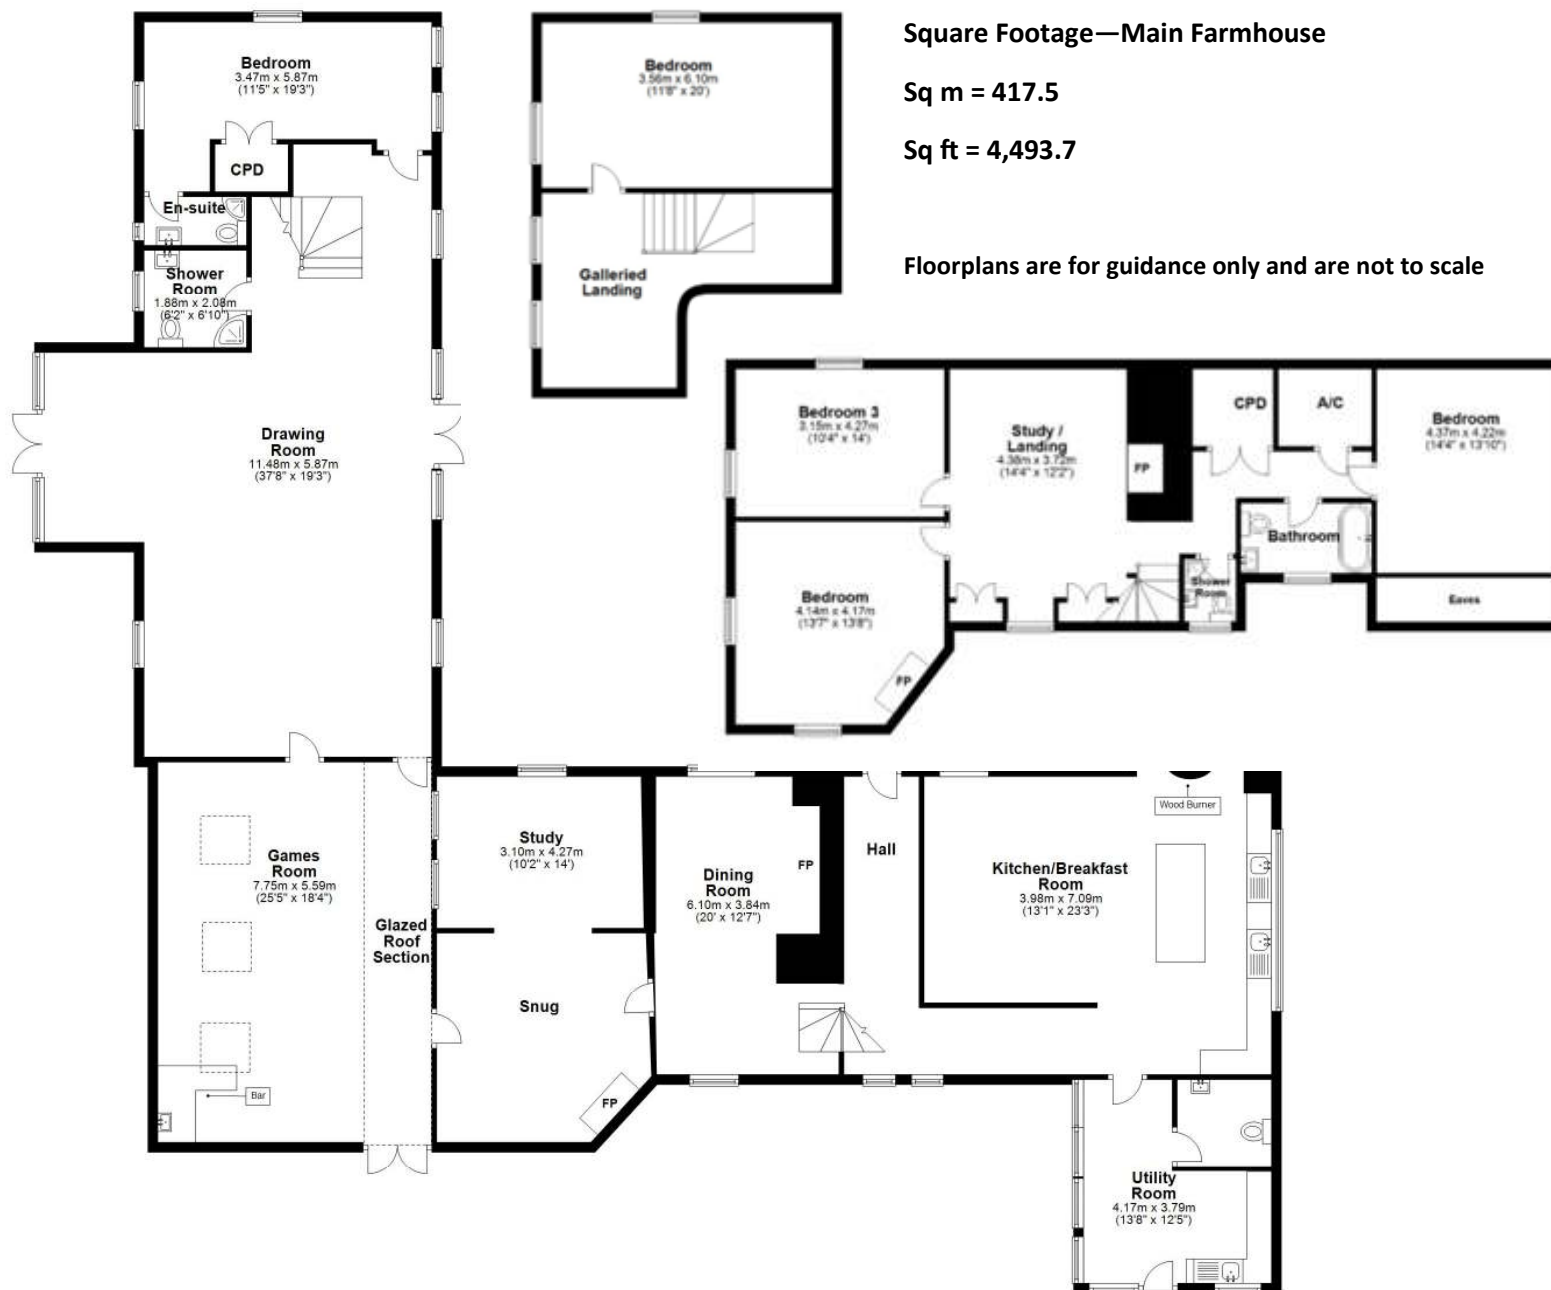 Square Footage—Main Farmhouse
Sq m = 417.5
Sq ft = 4,493.7
Floorplans are for guidance only and are not to scale
Bedroom
3.47m x 5.87m
(11'5" x 19'3")
CPD
En-suite
Shower
Room
1.88m x 2.08m
(6'2" x 6'10")
Drawing
Room
11.48m x 5.87m
(37'8" x 19'3")
Bedroom
3.56m x 6.10m
(11'8" x 20')
Galleried
Landing
Bedroom 3
3.15m x 4.27m
(10'4" x 14')
Study /
Landing
4.38m x 3.72m
(14'4" x 12'2")
FP
CPD
A/C
Bedroom
4.37m x 4.22m
(14'4" x 13'10")
Bathroom
Shower
Room
Eaves
Bedroom
4.14m x 4.17m
(13'7" x 13'8")
FP
Games
Room
7.75m x 5.59m
(25'5" x 18'4")
Glazed
Roof
Section
Bar
Study
3.10m x 4.27m
(10'2" x 14')
Snug
FP
Dining
Room
6.10m x 3.84m
(20' x 12'7")
FP
Hall
Wood Burner
Kitchen/Breakfast
Room
3.98m x 7.09m
(13'1" x 23'3")
Utility
Room
4.17m x 3.79m
(13'8" x 12'5")